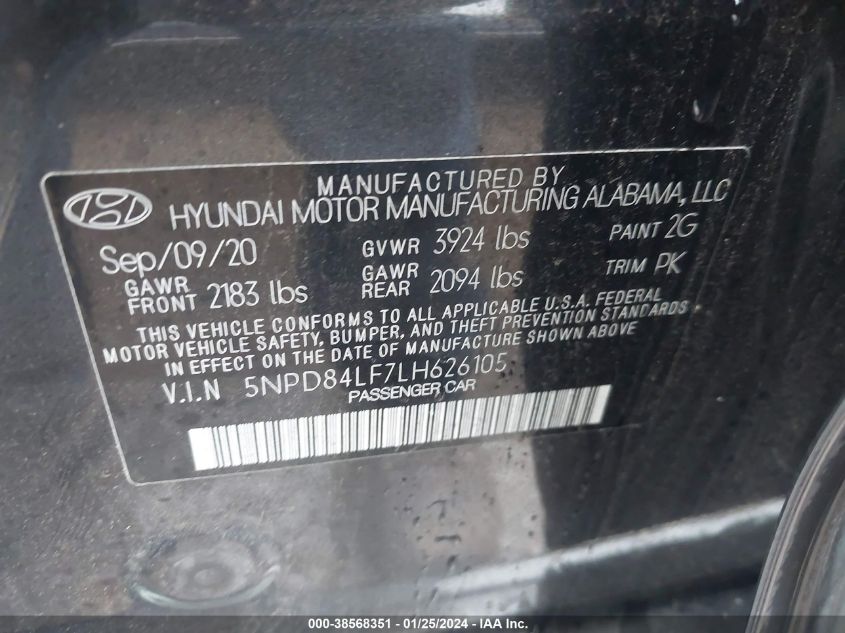 MANUFACTURED BY
HYUNDAI MOTOR MANUFACTURING ALABAMA, LLC
Sep/09/20 GVWR 3924 lbs PAINT 2G
GAWR FRONT 2183 lbs GAWR REAR 2094 lbs TRIM PK
THIS VEHICLE CONFORMS TO ALL APPLICABLE U.S.A. FEDERAL
MOTOR VEHICLE SAFETY, BUMPER, AND THEFT PREVENTION STANDARDS
IN EFFECT ON THE DATE OF MANUFACTURE SHOWN ABOVE
V.I.N 5NPD84LF7LH626105
PASSENGER CAR
000-38568351 / 01/25/2024 - IAA Inc.